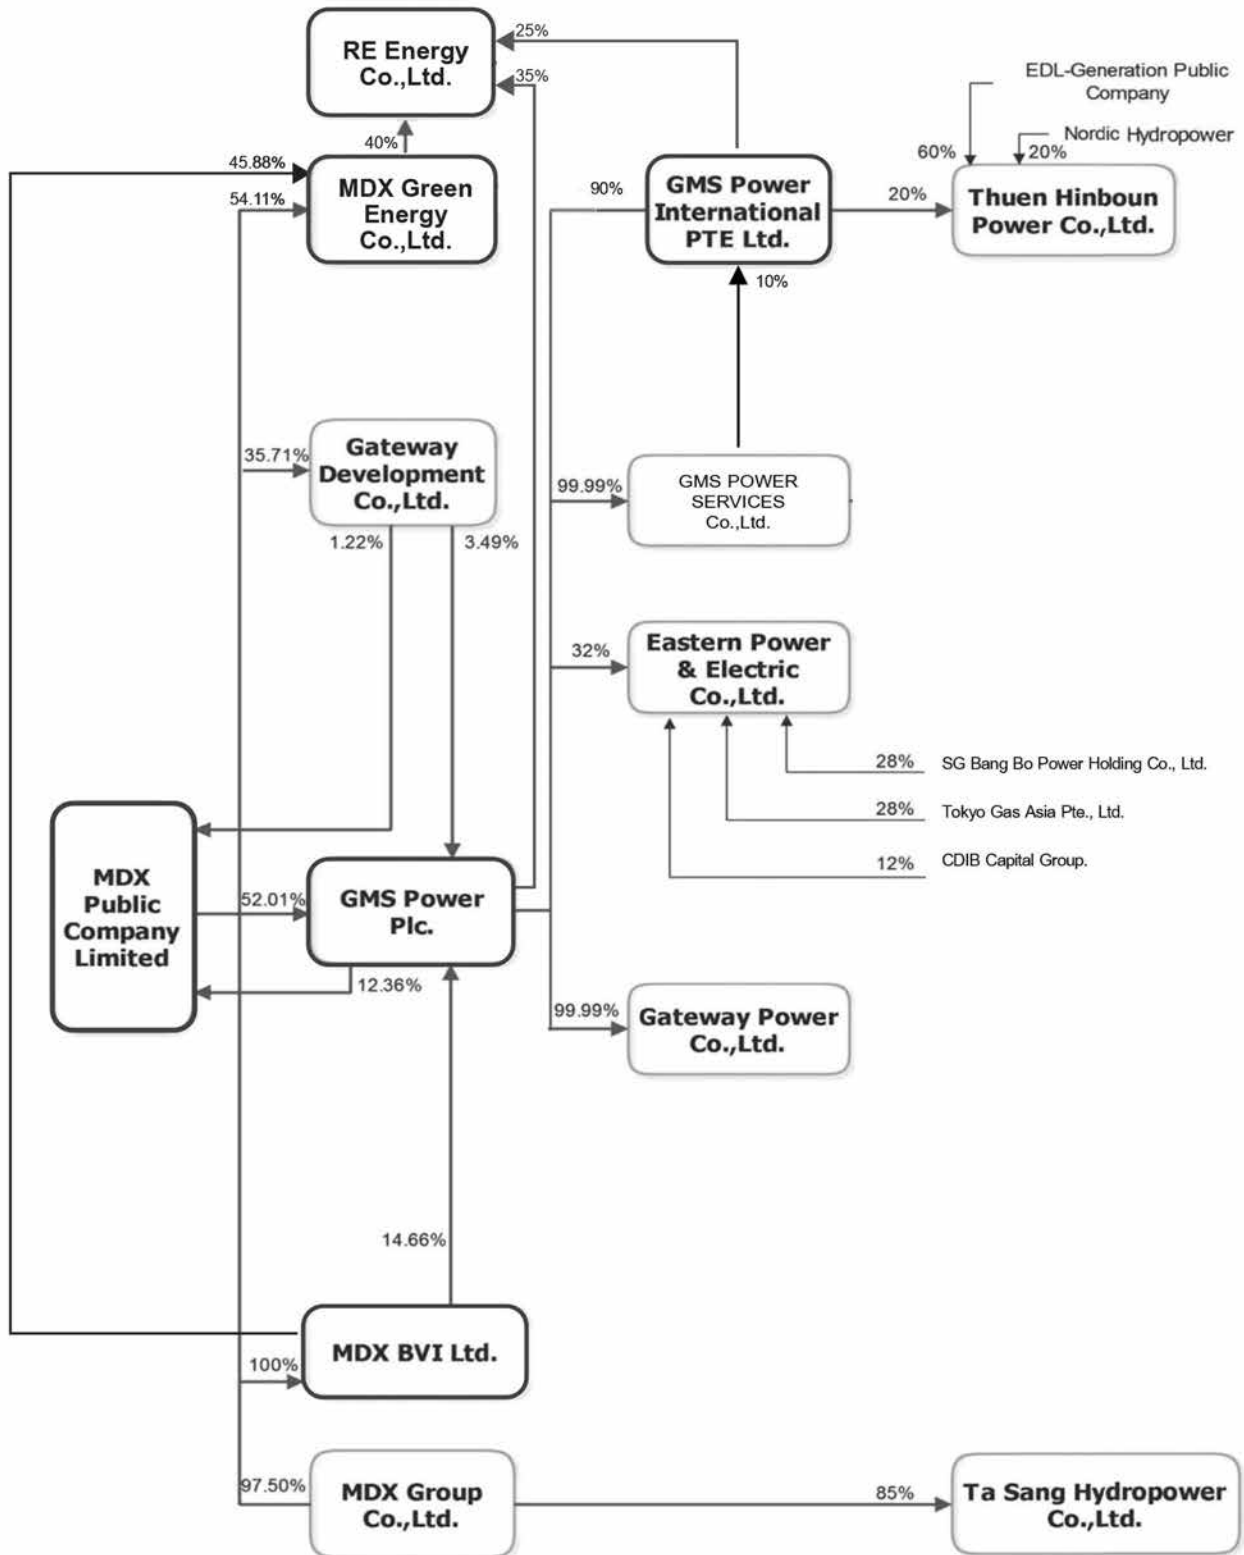 RE Energy
Co.,Ltd.
25%
35%
40%
EDL-Generation Public
Company
Nordic Hydropower
60%
20%
45.88%
54.11%
MDX Green
Energy
Co.,Ltd.
90%
GMS Power
International
PTE Ltd.
20%
Thuen Hinboun
Power Co.,Ltd.
10%
35.71%
Gateway
Development
Co.,Ltd.
1.22%
3.49%
99.99%
GMS POWER
SERVICES
Co.,Ltd.
32%
Eastern Power
& Electric
Co.,Ltd.
28%
SG Bang Bo Power Holding Co., Ltd.
28%
Tokyo Gas Asia Pte., Ltd.
12%
CDIB Capital Group.
MDX
Public
Company
Limited
52.01%
GMS Power
Plc.
12.36%
99.99%
Gateway Power
Co.,Ltd.
14.66%
MDX BVI Ltd.
100%
97.50%
MDX Group
Co.,Ltd.
85%
Ta Sang Hydropower
Co.,Ltd.